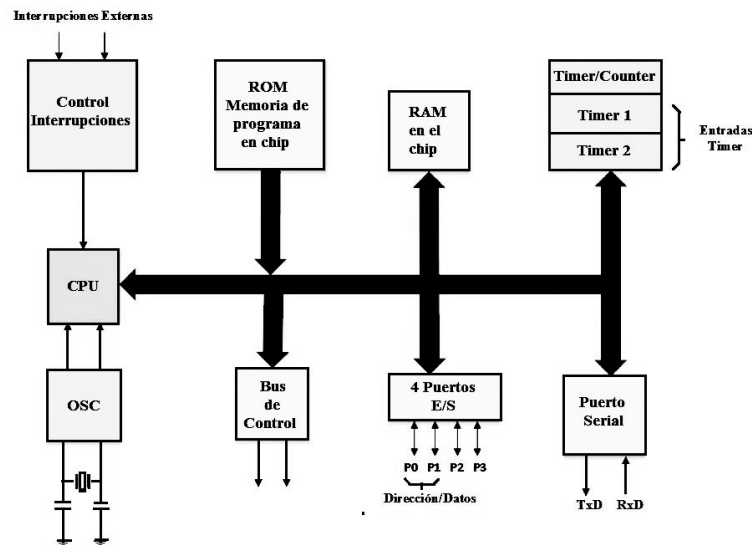 Interrupciones Externas
Control
Interrupciones
ROM
Memoria de
programa
en chip
RAM
en el
chip
Timer/Counter
Timer 1
Timer 2
Entradas
Timer
CPU
OSC
Bus
de
Control
4 Puertos
E/S
P0 P1 P2 P3
Dirección/Datos
Puerto
Serial
TxD RxD